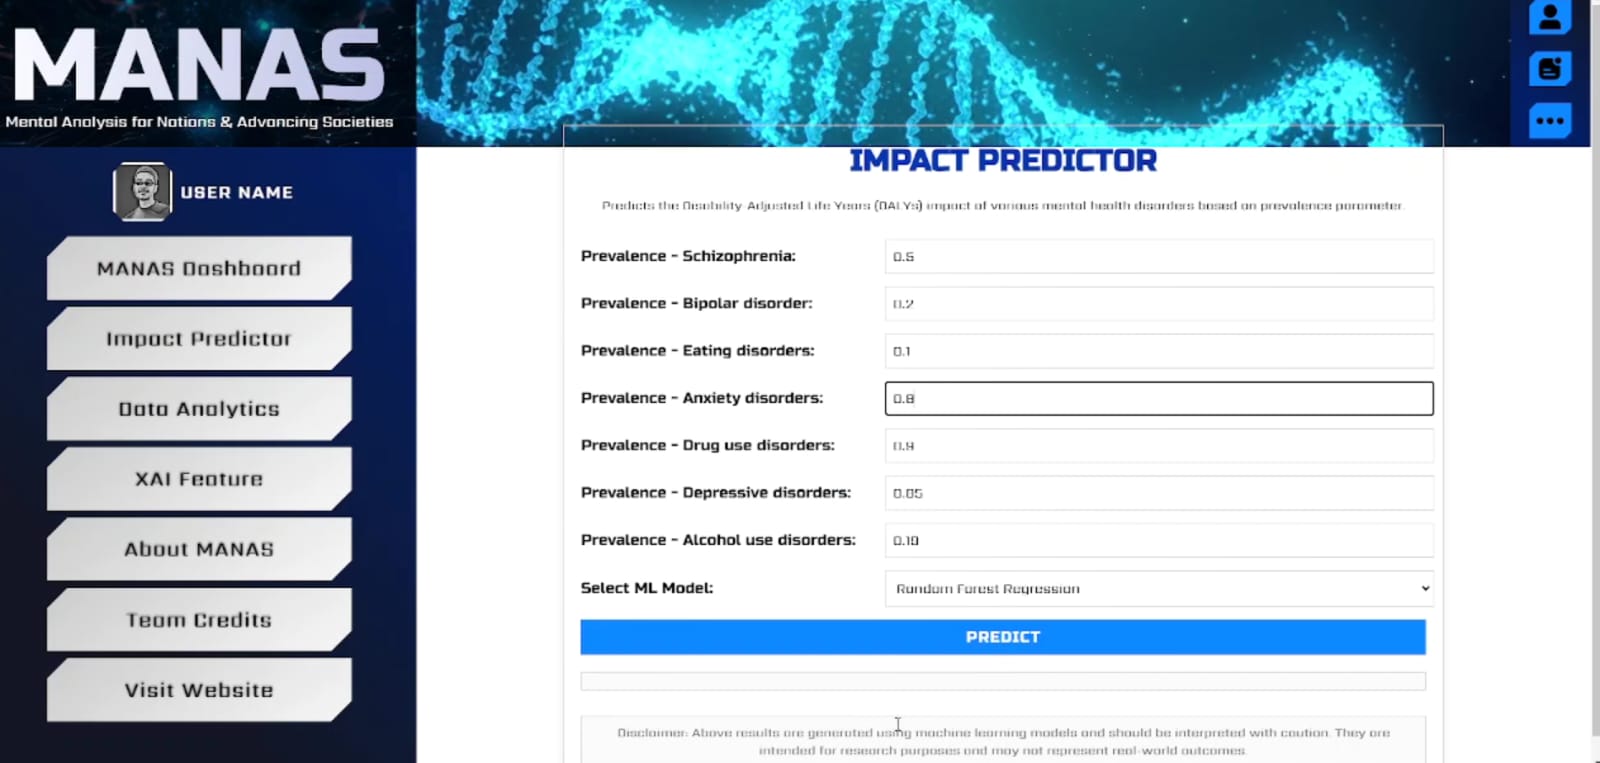 MANAS
Mental Analysis for Nations & Advancing Societies
USER NAME
MANAS Dashboard
Impact Predictor
Data Analytics
XAI Feature
About MANAS
Team Credits
Visit Website
IMPACT PREDICTOR
Predicts the Disability-Adjusted Life Years (DALYs) impact of various mental health disorders based on prevalence parameter.
Prevalence - Schizophrenia: 0.5
Prevalence - Bipolar disorder: 0.2
Prevalence - Eating disorders: 0.1
Prevalence - Anxiety disorders: 0.8
Prevalence - Drug use disorders:
Prevalence - Depressive disorders: 0.05
Prevalence - Alcohol use disorders: 0.10
Select ML Model: Random Forest Regression
PREDICT
Disclaimer: Above results are generated using machine learning models and should be interpreted with caution. They are
intended for research purposes and may not represent real-world outcomes.